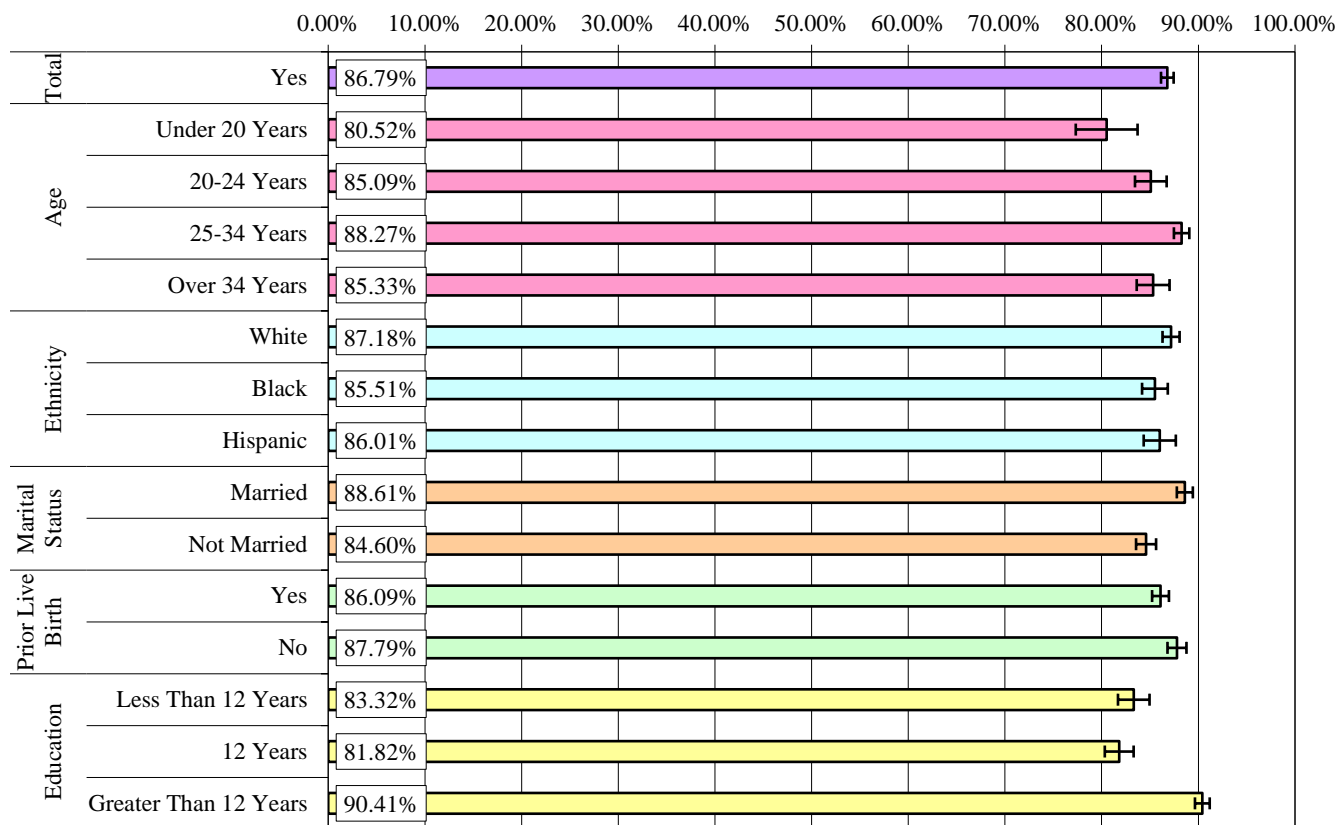 0.00% 10.00% 20.00% 30.00% 40.00% 50.00% 60.00% 70.00% 80.00% 90.00% 100.00%
Total
Yes 86.79%
Age
Under 20 Years 80.52%
20-24 Years 85.09%
25-34 Years 88.27%
Over 34 Years 85.33%
Ethnicity
White 87.18%
Black 85.51%
Hispanic 86.01%
Marital
Status
Married 88.61%
Not Married 84.60%
Prior Live
Birth
Yes 86.09%
No 87.79%
Education
Less Than 12 Years 83.32%
12 Years 81.82%
Greater Than 12 Years 90.41%